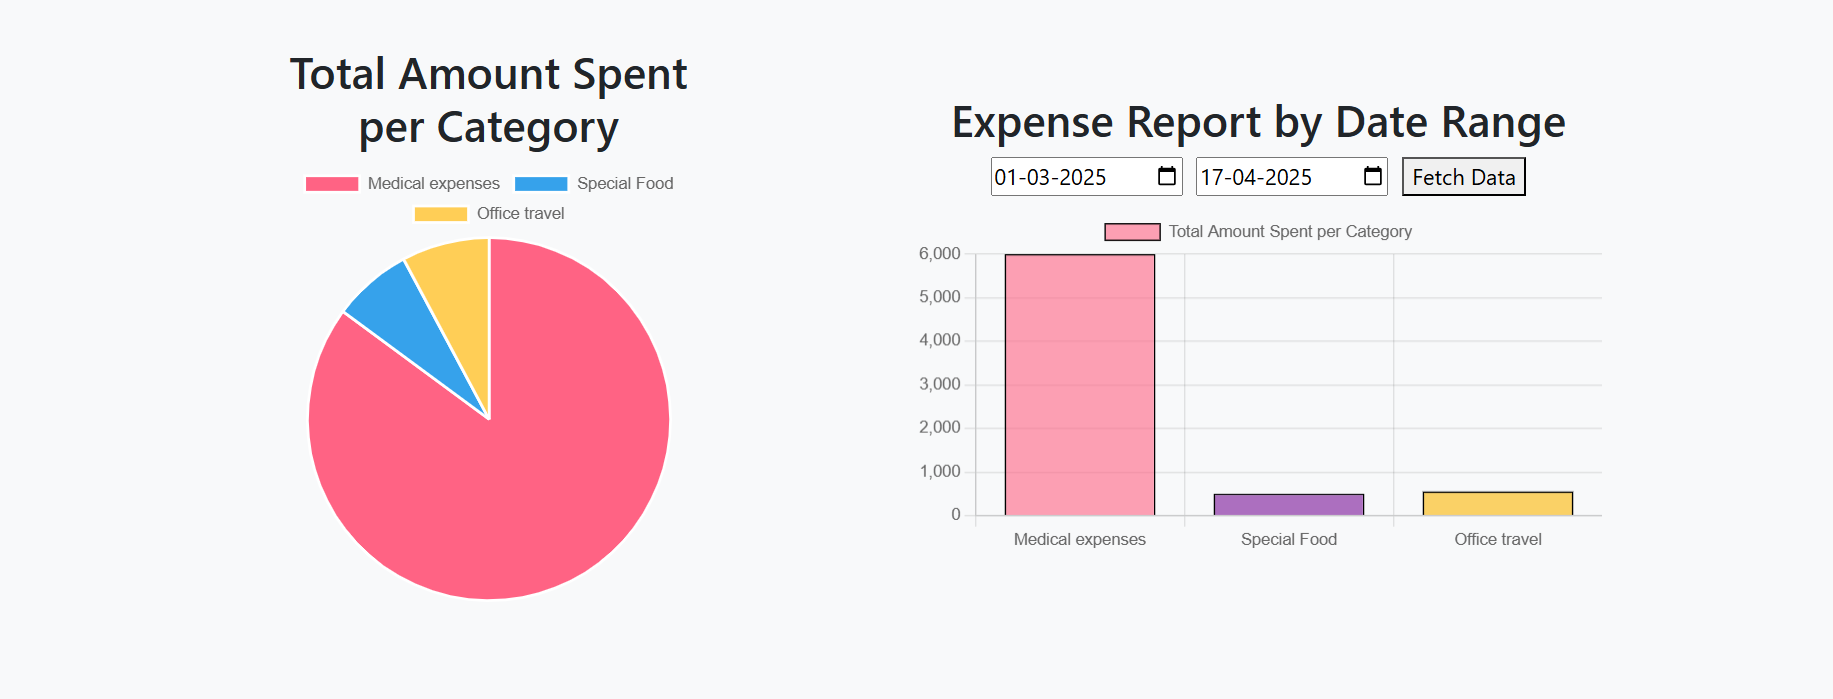 Total Amount Spent
per Category
Medical expenses Special Food
Office travel
Expense Report by Date Range
01-03-2025 17-04-2025 Fetch Data
Total Amount Spent per Category
6,000
5,000
4,000
3,000
2,000
1,000
0
Medical expenses Special Food Office travel